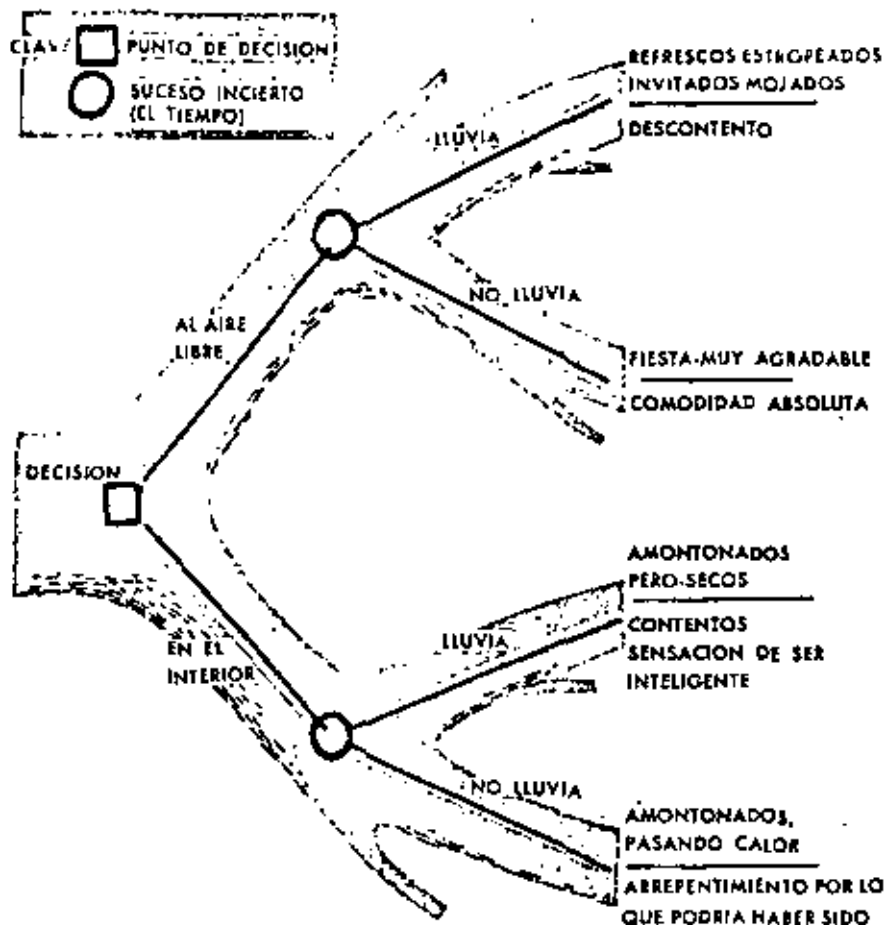 CLAVE
PUNTO DE DECISION
SUCESO INCIERTO
(EL TIEMPO)
REFRESCOS ESTROPEADOS
INVITADOS MOJADOS
LLUVIA
DESCONTENTO
NO LLUVIA
AL AIRE
LIBRE
FIESTA-MUY AGRADABLE
COMODIDAD ABSOLUTA
DECISION
AMONTONADOS
PERO-SECOS
LLUVIA
CONTENTOS
SENSACION DE SER
INTELIGENTE
EN EL
INTERIOR
NO LLUVIA
AMONTONADOS,
PASANDO CALOR
ARREPENTIMIENTO POR LO
QUE PODRIA HABER SIDO